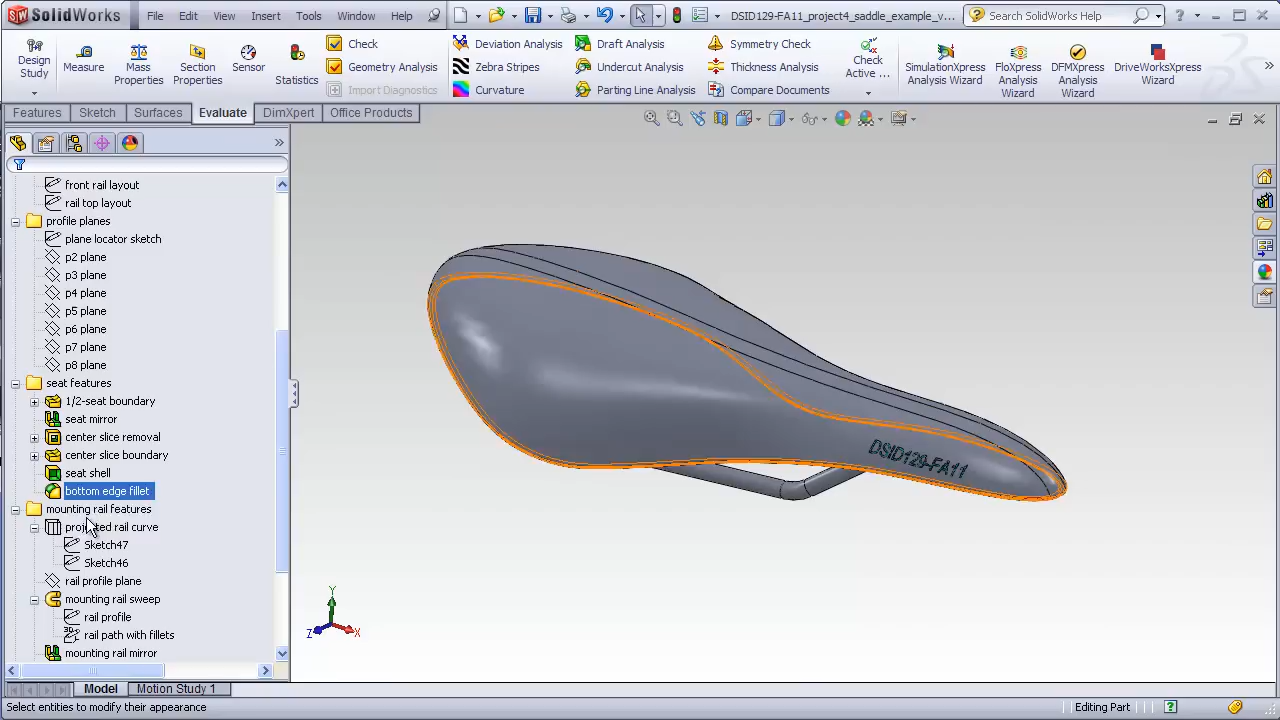 SolidWorks File Edit View Insert Tools Window Help DSID129-FA11_project4_saddle_example_v... Search SolidWorks Help
Design Study
Measure
Mass Properties
Section Properties
Sensor
Statistics
Check
Geometry Analysis
Import Diagnostics
Deviation Analysis
Zebra Stripes
Curvature
Draft Analysis
Undercut Analysis
Parting Line Analysis
Symmetry Check
Thickness Analysis
Compare Documents
Check Active ...
SimulationXpress Analysis Wizard
FloXpress Analysis Wizard
DFMXpress Analysis Wizard
DriveWorksXpress Wizard
Features Sketch Surfaces Evaluate DimXpert Office Products
front rail layout
rail top layout
profile planes
plane locator sketch
p2 plane
p3 plane
p4 plane
p5 plane
p6 plane
p7 plane
p8 plane
seat features
1/2-seat boundary
seat mirror
center slice removal
center slice boundary
seat shell
bottom edge fillet
mounting rail features
projected rail curve
Sketch47
Sketch46
rail profile plane
mounting rail sweep
rail profile
rail path with fillets
mounting rail mirror
DSID129-FA11
Y
Z
X
Model Motion Study 1
Select entities to modify their appearance Editing Part